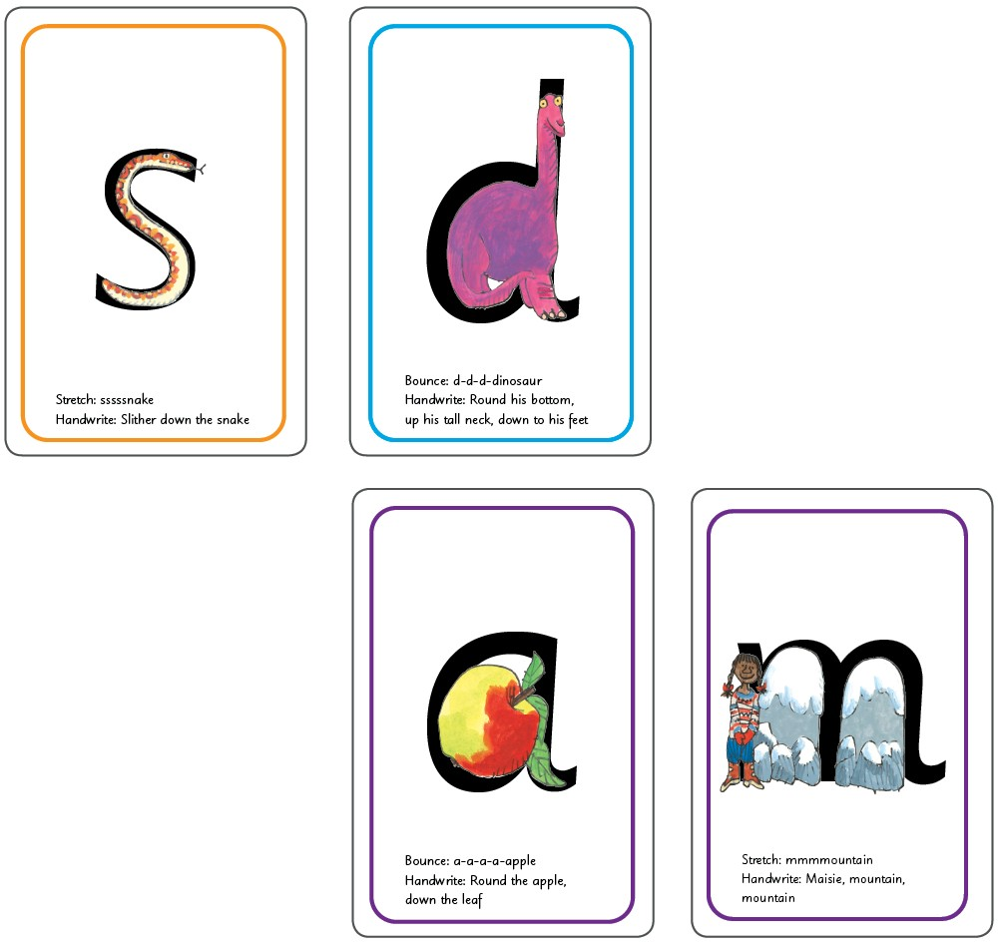 s
Stretch: sssssnake
Handwrite: Slither down the snake
d
Bounce: d-d-d-dinosaur
Handwrite: Round his bottom,
up his tall neck, down to his feet
a
Bounce: a-a-a-a-apple
Handwrite: Round the apple,
down the leaf
m
Stretch: mmmmountain
Handwrite: Maisie, mountain,
mountain